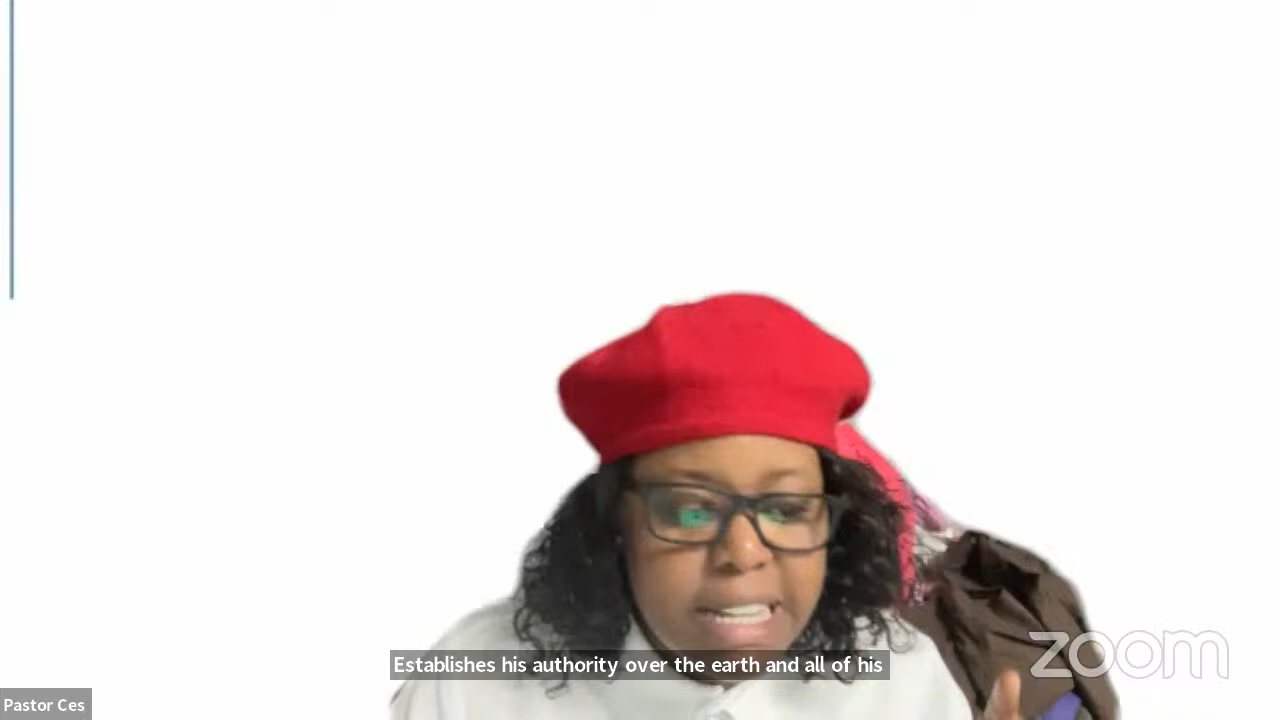 Establishes his authority over the earth and all of his
zoom
Pastor Ces